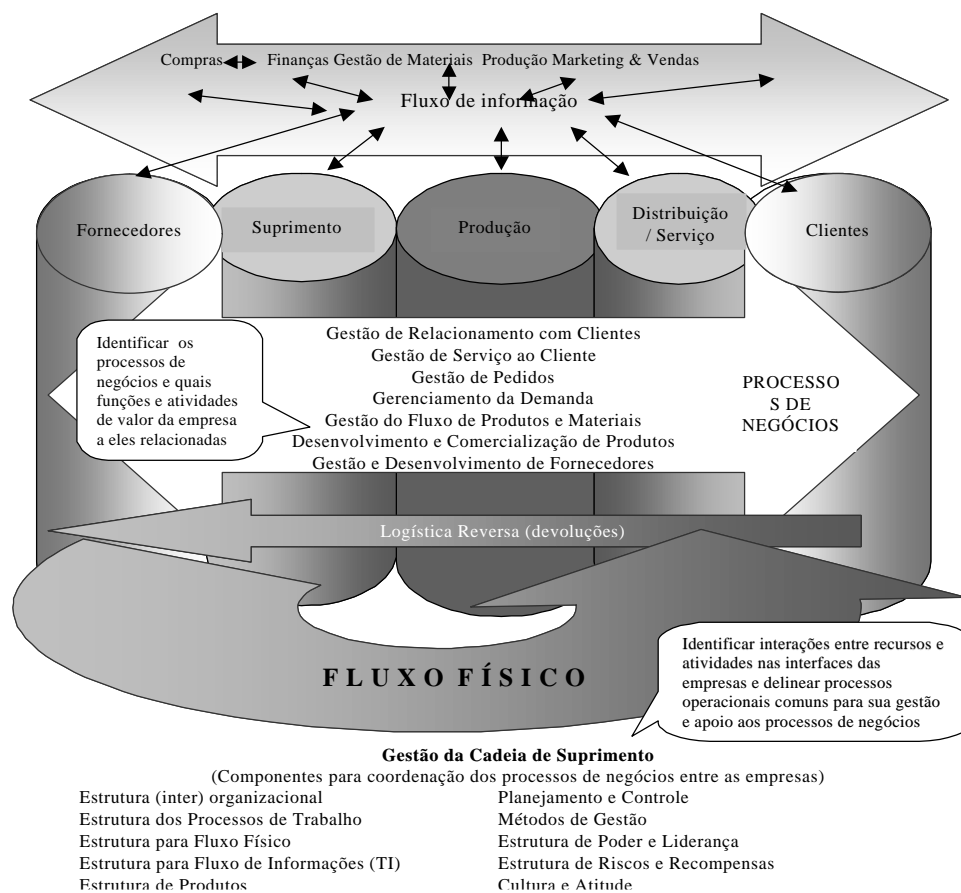 Compras Finanças Gestão de Materiais Produção Marketing & Vendas
Fluxo de informação
Fornecedores
Suprimento
Produção
Distribuição
/ Serviço
Clientes
Identificar os
processos de
negócios e quais
funções e atividades
de valor da empresa
a eles relacionadas
Gestão de Relacionamento com Clientes
Gestão de Serviço ao Cliente
Gestão de Pedidos
Gerenciamento da Demanda
Gestão do Fluxo de Produtos e Materiais
Desenvolvimento e Comercialização de Produtos
Gestão e Desenvolvimento de Fornecedores
PROCESSO
S DE
NEGÓCIOS
Logística Reversa (devoluções)
FLUXO FÍSICO
Identificar interações entre recursos e
atividades nas interfaces das
empresas e delinear processos
operacionais comuns para sua gestão
e apoio aos processos de negócios
Gestão da Cadeia de Suprimento
(Componentes para coordenação dos processos de negócios entre as empresas)
Estrutura (inter) organizacional
Estrutura dos Processos de Trabalho
Estrutura para Fluxo Físico
Estrutura para Fluxo de Informações (TI)
Estrutura de Produtos
Planejamento e Controle
Métodos de Gestão
Estrutura de Poder e Liderança
Estrutura de Riscos e Recompensas
Cultura e Atitude